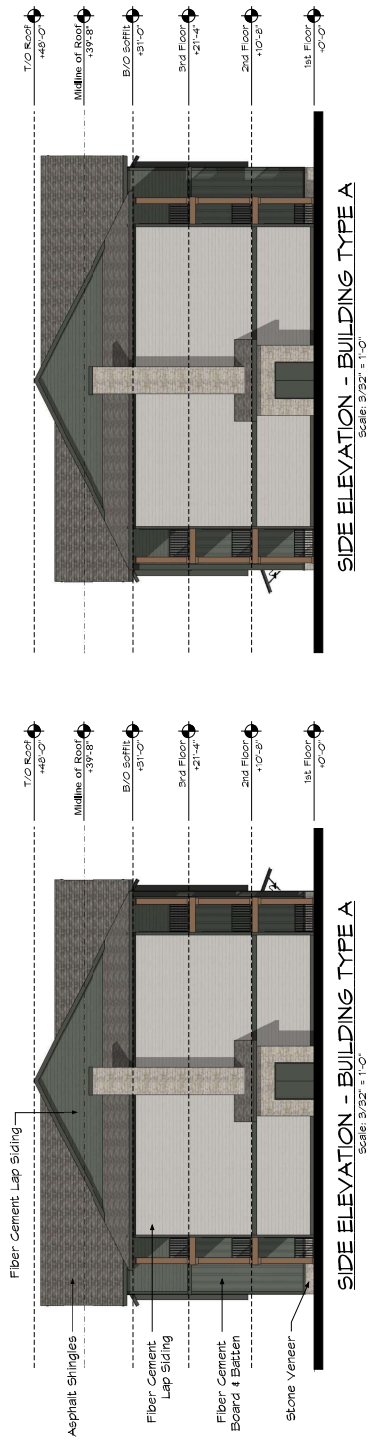 Fiber Cement Lap Siding
Asphalt Shingles
Fiber Cement
Lap Siding
Fiber Cement
Board & Batten
Stone Veneer
T/O Roof
+48'-0"
Midline of Roof
+39'-8"
B/O Soffit
+31'-0"
3rd Floor
+21'-4"
2nd Floor
+10'-8"
1st Floor
+0'-0"
SIDE ELEVATION - BUILDING TYPE A
Scale: 3/32" = 1'-0"
T/O Roof
+48'-0"
Midline of Roof
+39'-8"
B/O Soffit
+31'-0"
3rd Floor
+21'-4"
2nd Floor
+10'-8"
1st Floor
+0'-0"
SIDE ELEVATION - BUILDING TYPE A
Scale: 3/32" = 1'-0"